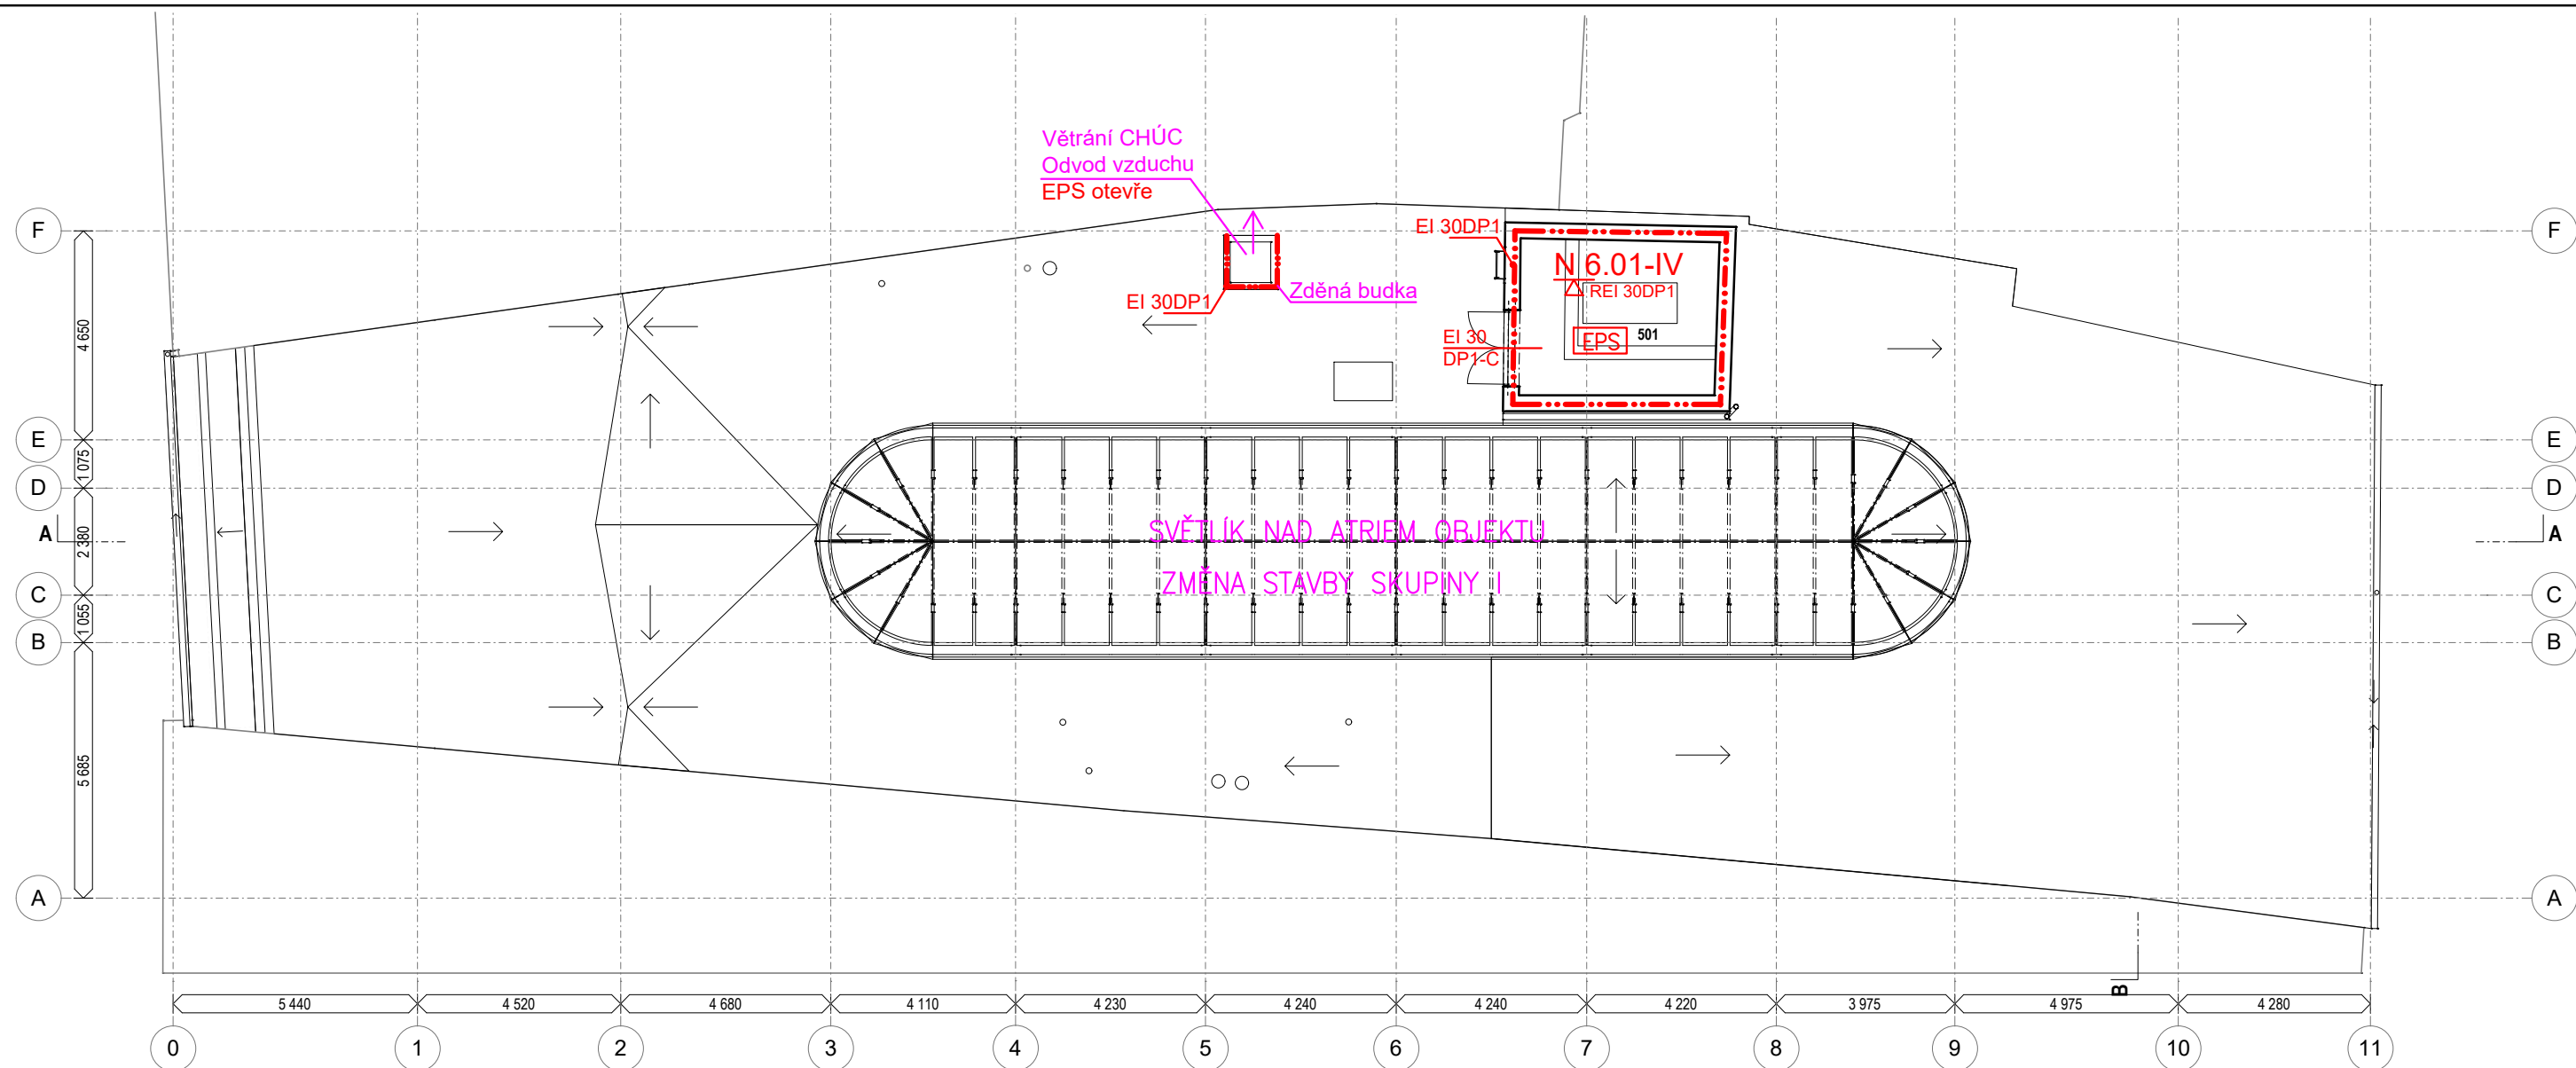 Větrání CHÚC
Odvod vzduchu
EPS otevře
EI 30DP1
Zděná budka
EI 30DP1
N 6.01-IV
REI 30DP1
EI 30
DP1-C
EPS
501
SVĚTLÍK NAD ATRIEM OBJEKTU
ZMĚNA STAVBY SKUPINY I
F
E
D
A
C
B
A
4 650
1 075
2 380
1 055
5 685
F
E
D
A
C
B
A
B
5 440
4 520
4 680
4 110
4 230
4 240
4 240
4 220
3 975
4 975
4 280
0
1
2
3
4
5
6
7
8
9
10
11